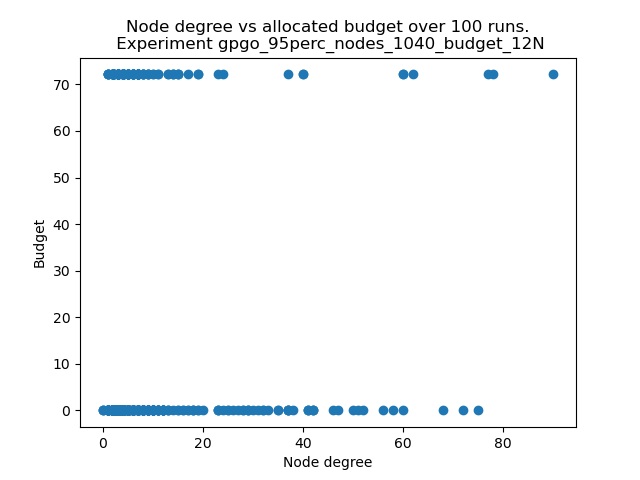 Node degree vs allocated budget over 100 runs.
Experiment gpgo_95perc_nodes_1040_budget_12N
70
60
50
40
30
20
10
0
Budget
0 20 40 60 80
Node degree